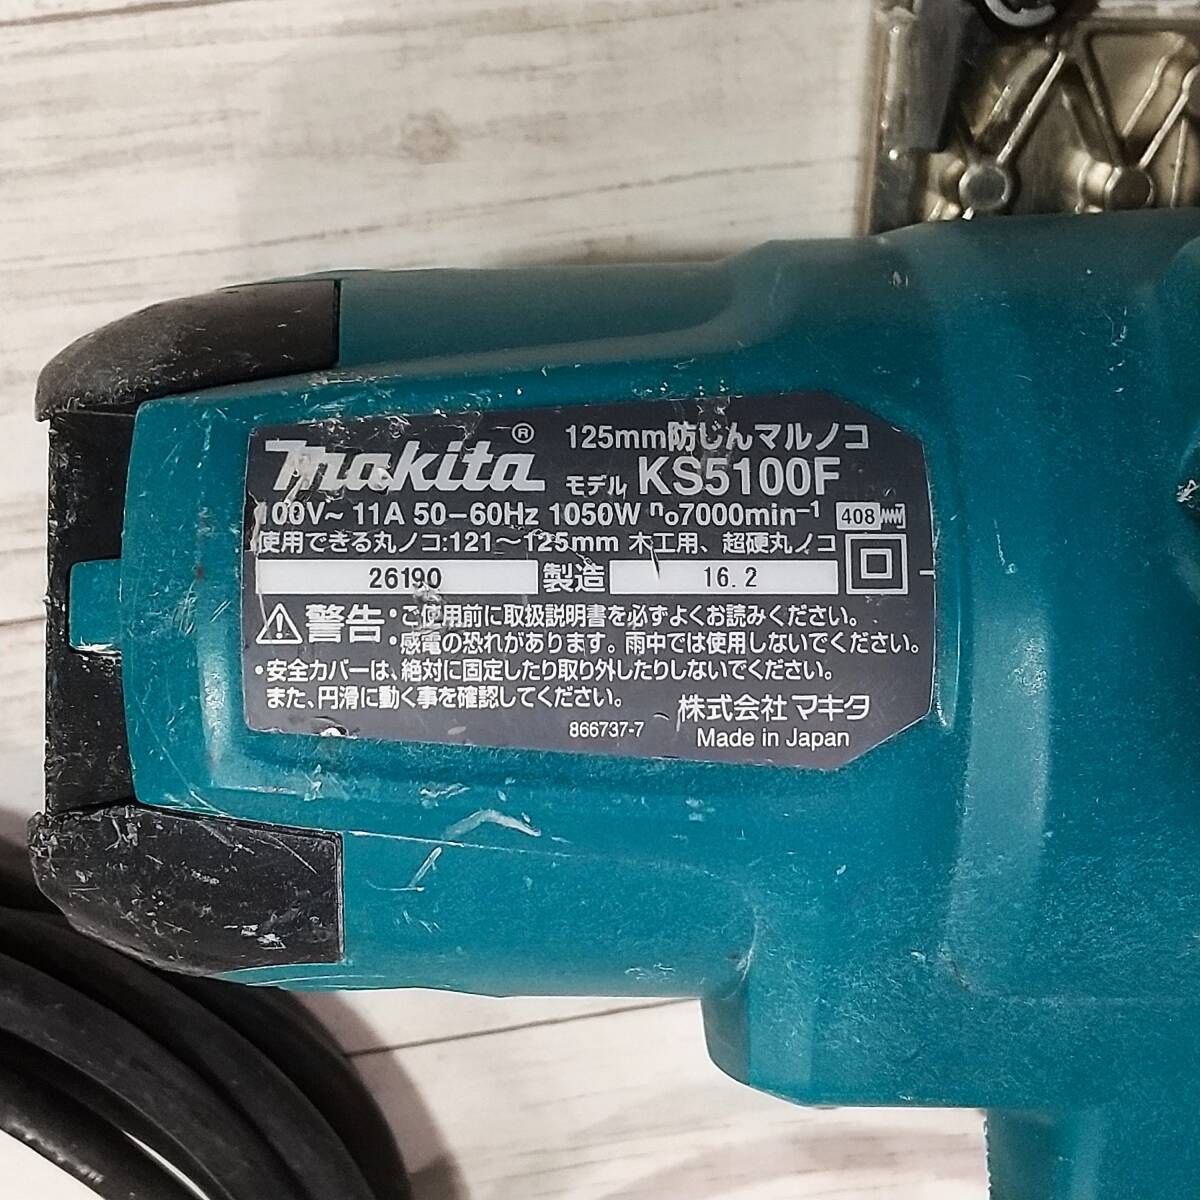 makita® 125mm防じんマルノコ
モデル KS5100F
100V~ 11A 50-60Hz 1050W n₀7000min⁻¹ 408
使用できる丸ノコ:121~125mm 木工用、超硬丸ノコ
26190 製造 16.2
警告 ・ご使用前に取扱説明書を必ずよくお読みください。
・感電の恐れがあります。雨中では使用しないでください。
・安全カバーは、絶対に固定したり取り外したりしないでください。
また、円滑に動く事を確認してください。
株式会社 マキタ
866737-7 Made in Japan